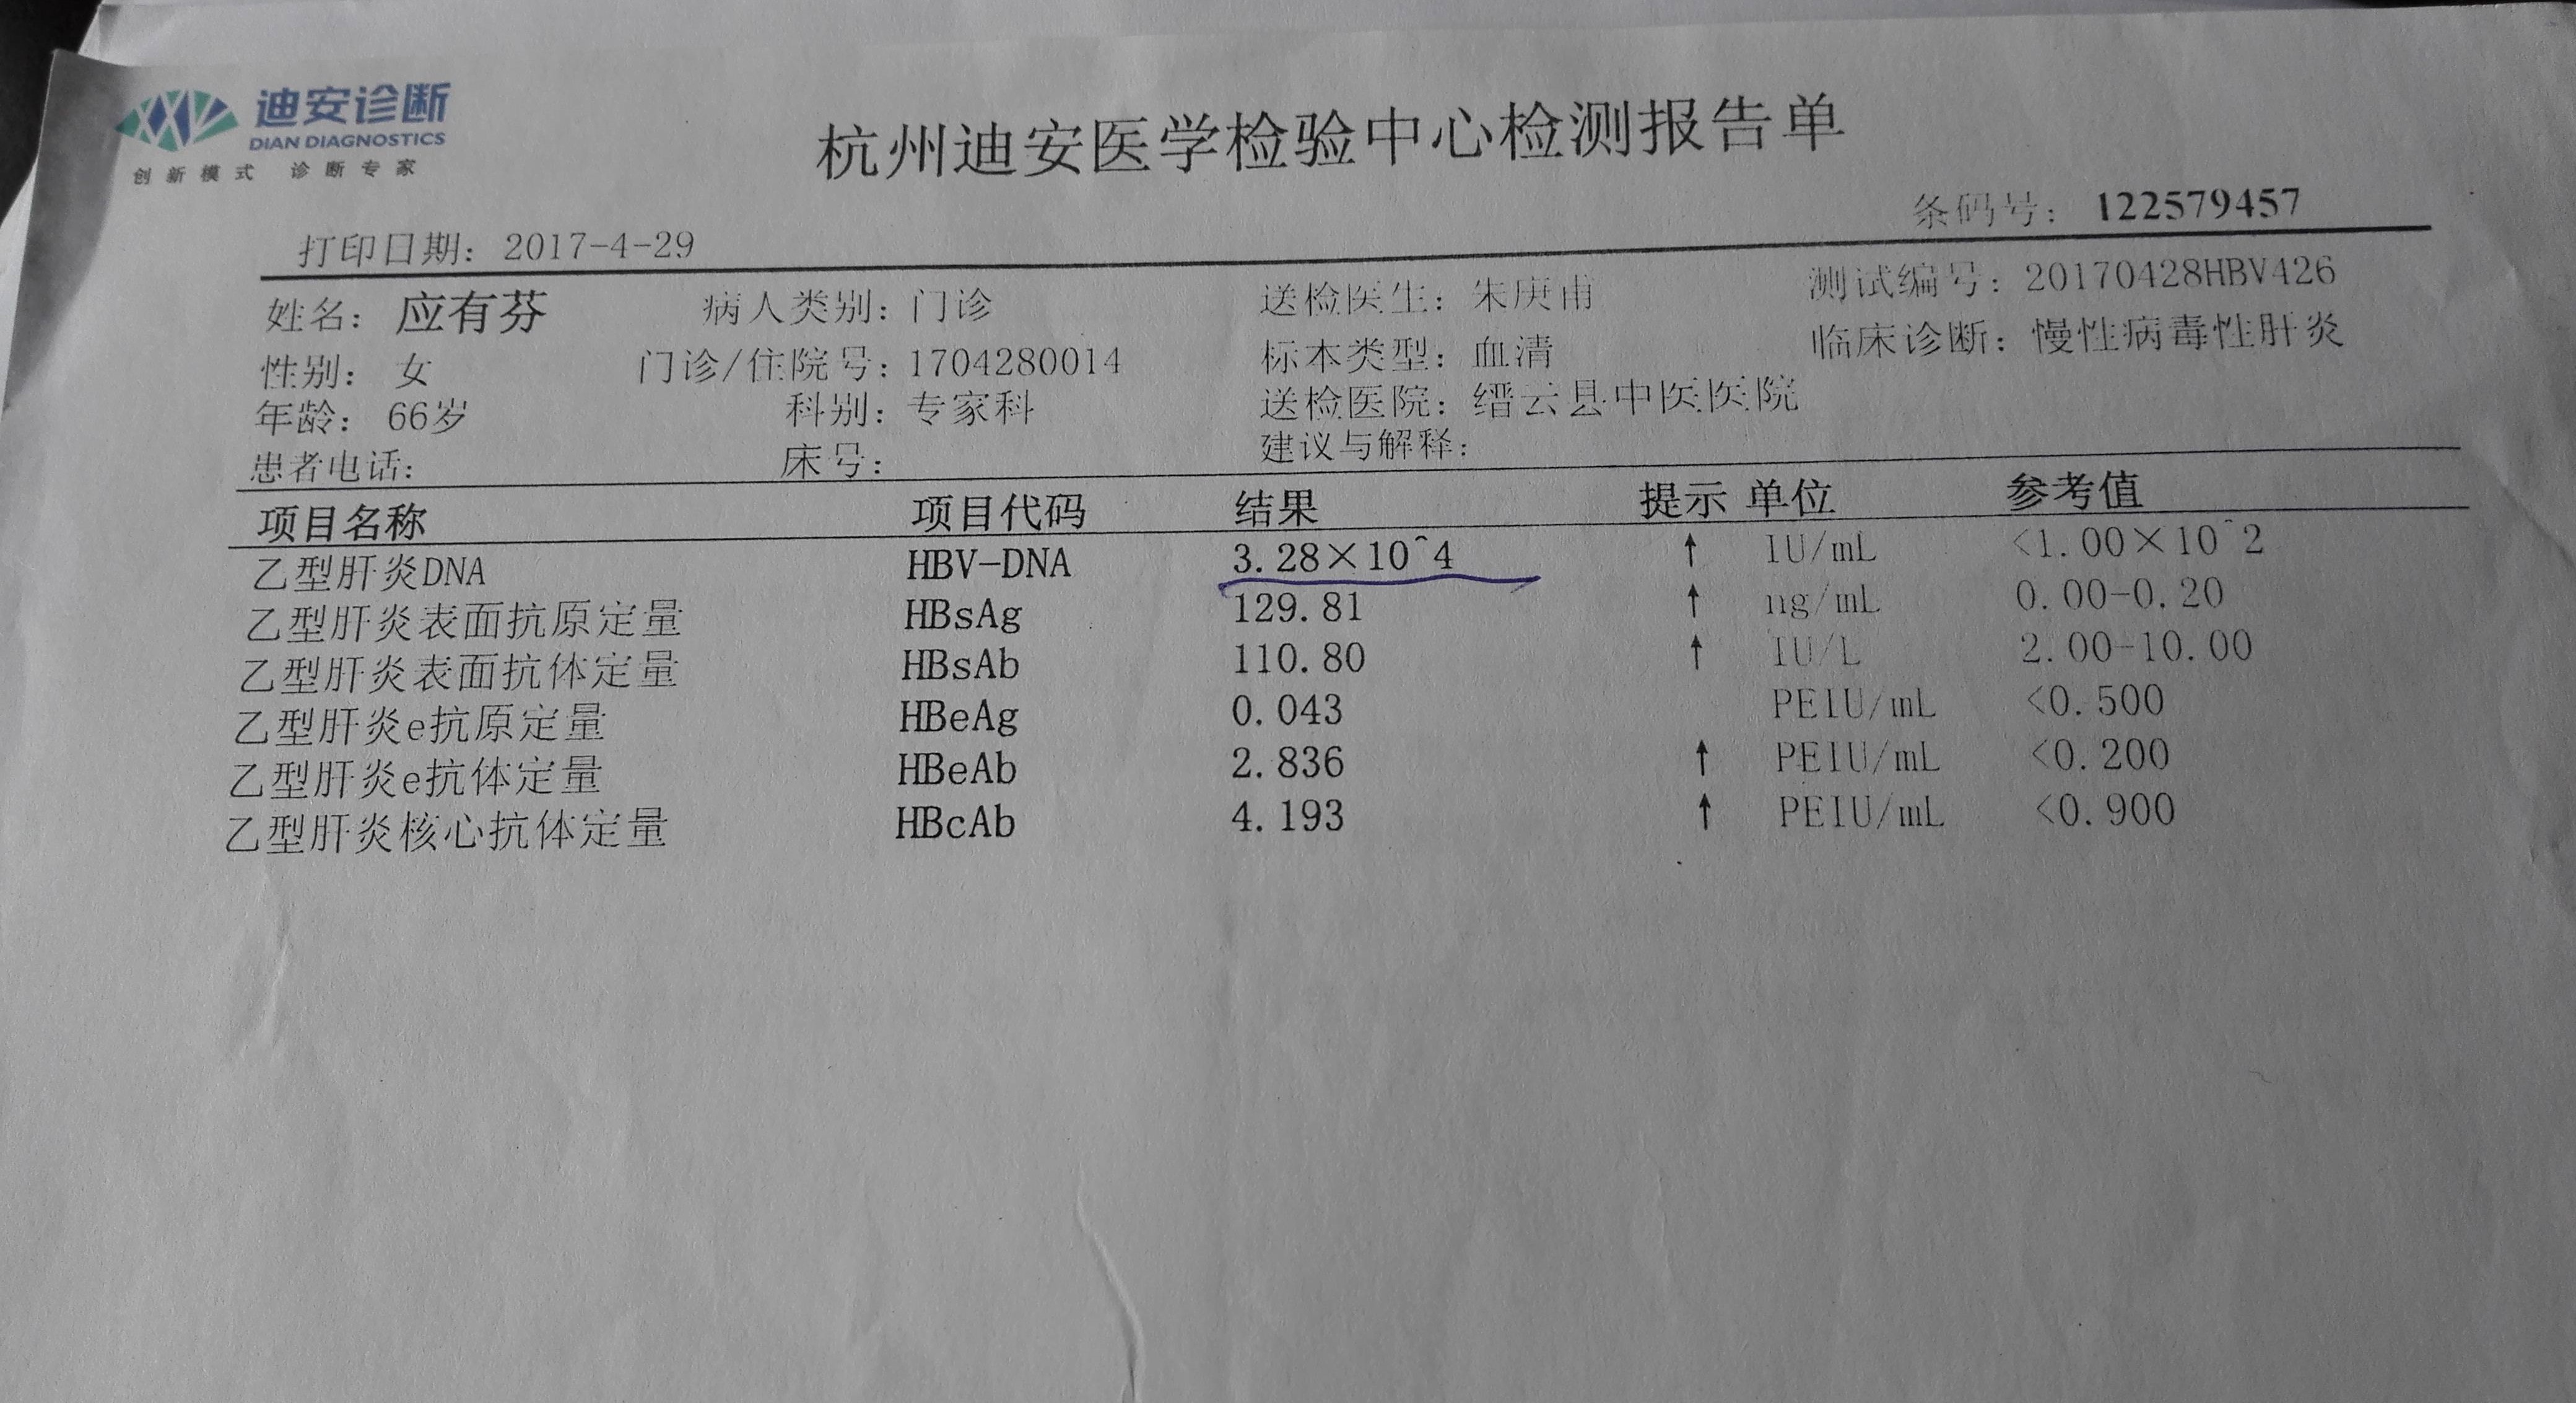 迪安诊断
DIAN DIAGNOSTICS
创新模式 诊断专家
杭州迪安医学检验中心检测报告单
条码号：122579457
打印日期：2017-4-29
姓名：应有芬 病人类别：门诊 送检医生：朱庚甫 测试编号：20170428HBV426
性别：女 门诊/住院号：1704280014 标本类型：血清 临床诊断：慢性病毒性肝炎
年龄：66岁 科别：专家科 送检医院：缙云县中医医院
患者电话： 床号： 建议与解释：
项目名称 项目代码 结果 提示 单位 参考值
乙型肝炎DNA HBV-DNA 3.28×10^4 ↑ IU/mL <1.00×10^2
乙型肝炎表面抗原定量 HBsAg 129.81 ↑ ng/mL 0.00-0.20
乙型肝炎表面抗体定量 HBsAb 110.80 ↑ IU/L 2.00-10.00
乙型肝炎e抗原定量 HBeAg 0.043 PEIU/mL <0.500
乙型肝炎e抗体定量 HBeAb 2.836 ↑ PEIU/mL <0.200
乙型肝炎核心抗体定量 HBcAb 4.193 ↑ PEIU/mL <0.900